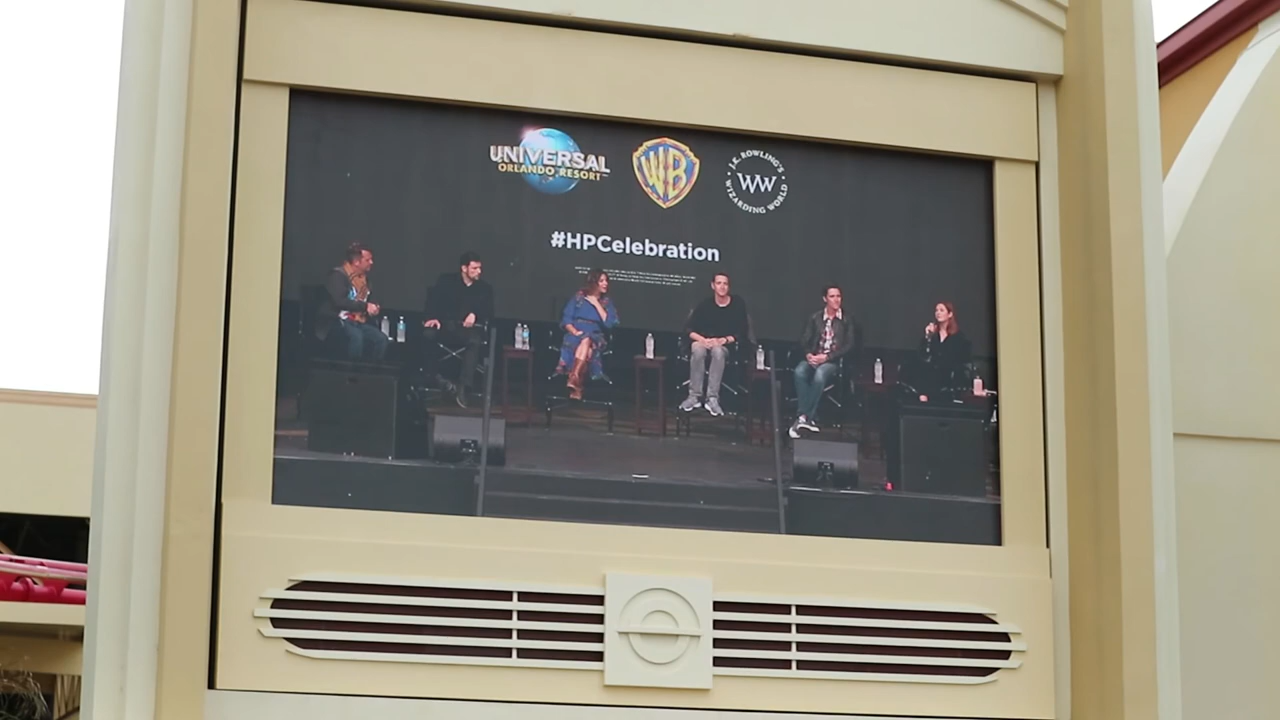 UNIVERSAL
ORLANDO RESORT
WB
J.K. ROWLING'S
WW
WIZARDING WORLD
#HPCelebration